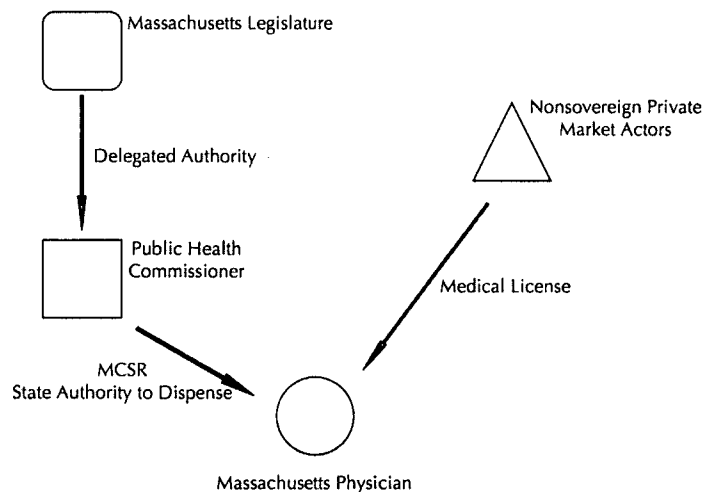 Massachusetts Legislature
Nonsovereign Private
Market Actors
Delegated Authority
Public Health
Commissioner
Medical License
MCSR
State Authority to Dispense
Massachusetts Physician